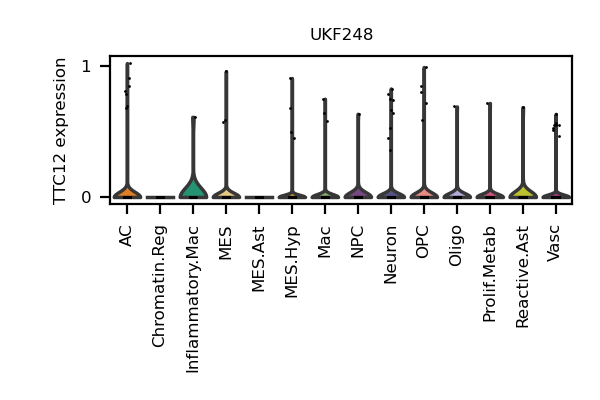 UKF248
TTC12 expression
1
0
AC
Chromatin.Reg
Inflammatory.Mac
MES
MES.Ast
MES.Hyp
Mac
NPC
Neuron
OPC
Oligo
Prolif.Metab
Reactive.Ast
Vasc